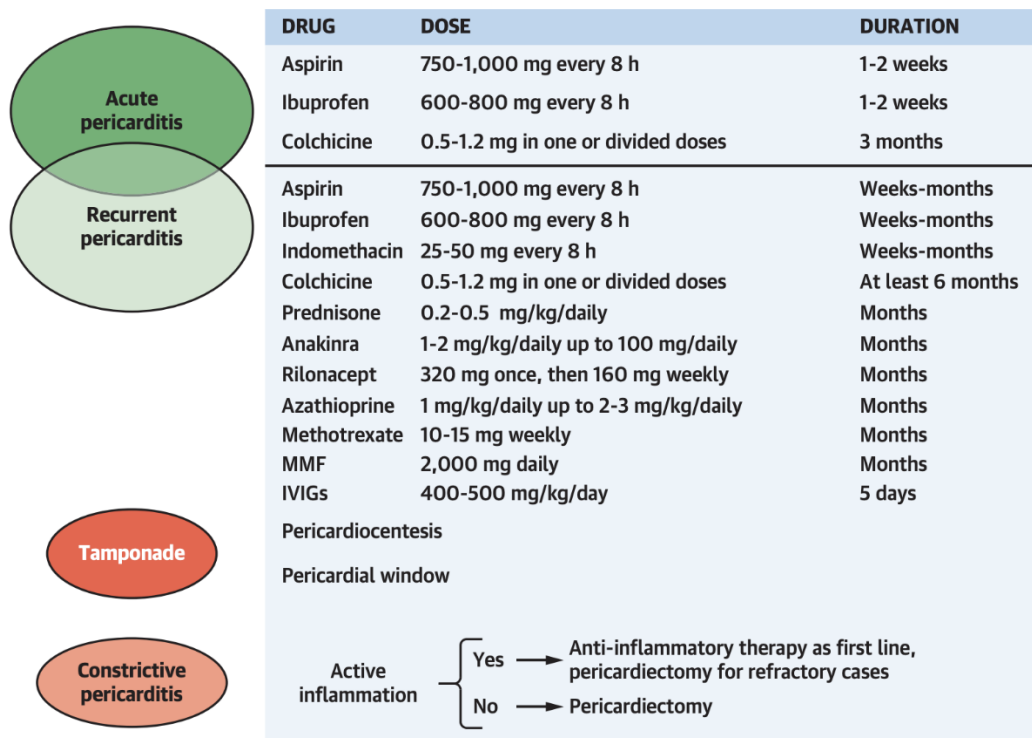 DRUG DOSE DURATION
Acute
pericarditis
Aspirin 750-1,000 mg every 8 h 1-2 weeks
Ibuprofen 600-800 mg every 8 h 1-2 weeks
Colchicine 0.5-1.2 mg in one or divided doses 3 months
Recurrent
pericarditis
Aspirin 750-1,000 mg every 8 h Weeks-months
Ibuprofen 600-800 mg every 8 h Weeks-months
Indomethacin 25-50 mg every 8 h Weeks-months
Colchicine 0.5-1.2 mg in one or divided doses At least 6 months
Prednisone 0.2-0.5 mg/kg/daily Months
Anakinra 1-2 mg/kg/daily up to 100 mg/daily Months
Rilonacept 320 mg once, then 160 mg weekly Months
Azathioprine 1 mg/kg/daily up to 2-3 mg/kg/daily Months
Methotrexate 10-15 mg weekly Months
MMF 2,000 mg daily Months
IVIGs 400-500 mg/kg/day 5 days
Tamponade
Pericardiocentesis
Pericardial window
Constrictive
pericarditis
Active
inflammation
Yes Anti-inflammatory therapy as first line,
pericardiectomy for refractory cases
No Pericardiectomy